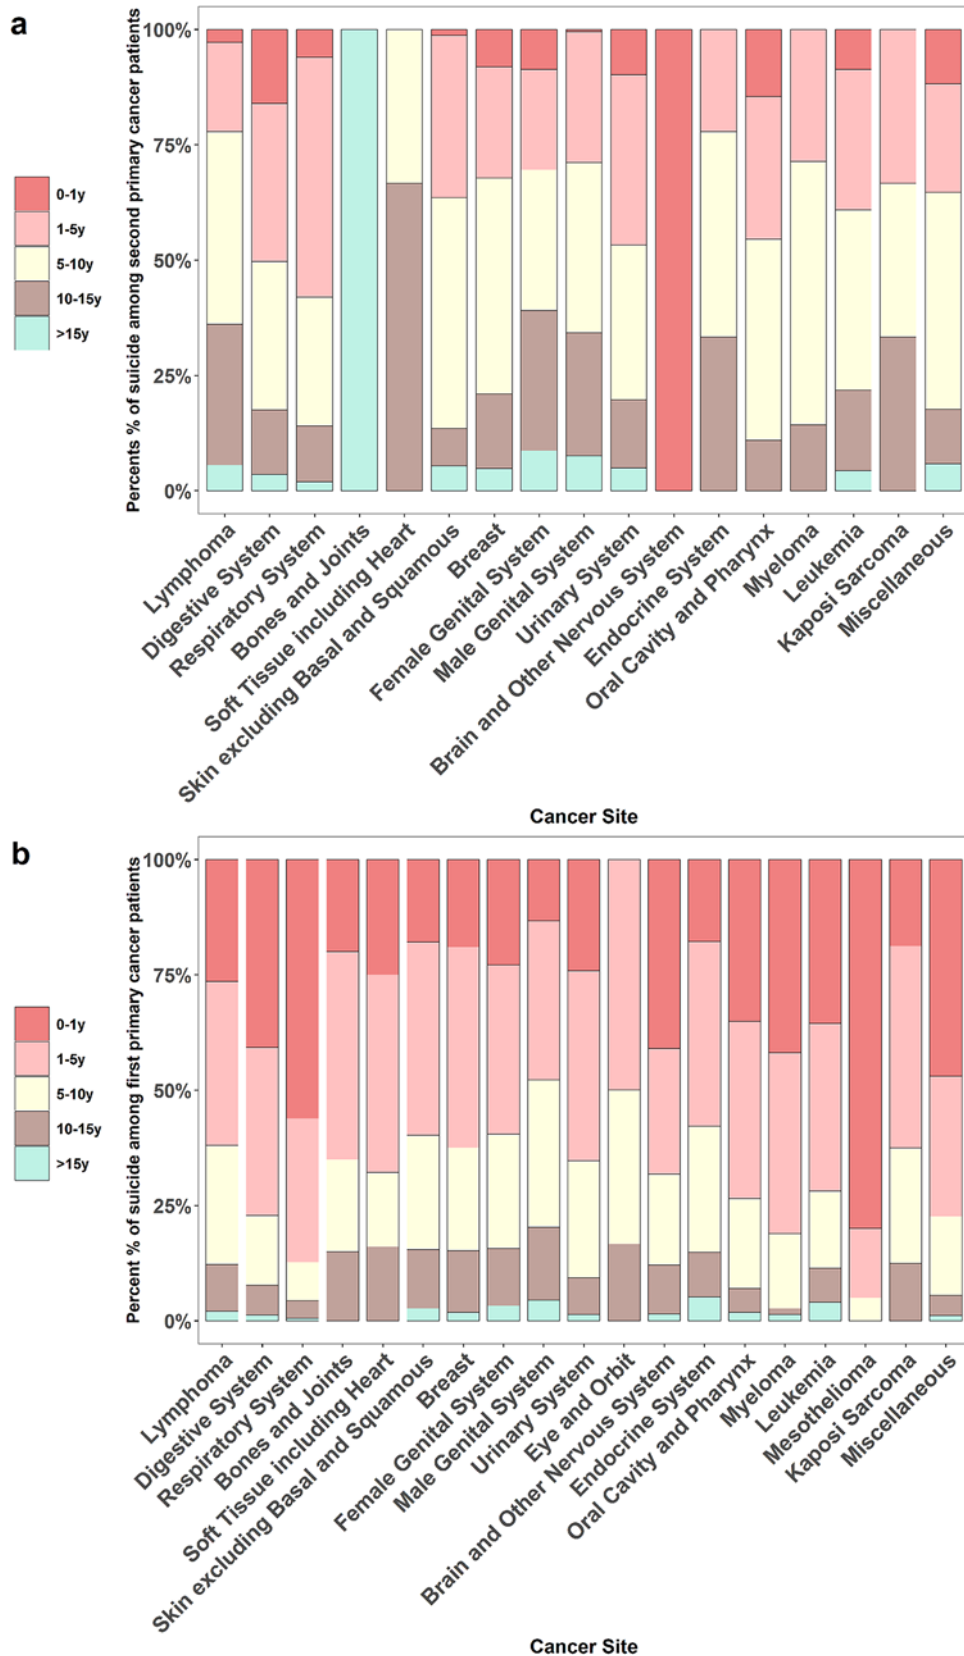 a
Percents % of suicide among second primary cancer patients
100%
75%
50%
25%
0%
0-1y
1-5y
5-10y
10-15y
>15y
Lymphoma
Digestive System
Respiratory System
Bones and Joints
Soft Tissue including Heart
Skin excluding Basal and Squamous
Breast
Female Genital System
Male Genital System
Urinary System
Brain and Other Nervous System
Endocrine System
Oral Cavity and Pharynx
Myeloma
Leukemia
Kaposi Sarcoma
Miscellaneous
Cancer Site
b
Percent % of suicide among first primary cancer patients
100%
75%
50%
25%
0%
0-1y
1-5y
5-10y
10-15y
>15y
Lymphoma
Digestive System
Respiratory System
Bones and Joints
Soft Tissue including Heart
Skin excluding Basal and Squamous
Breast
Female Genital System
Male Genital System
Urinary System
Eye and Orbit
Brain and Other Nervous System
Endocrine System
Oral Cavity and Pharynx
Myeloma
Leukemia
Mesothelioma
Kaposi Sarcoma
Miscellaneous
Cancer Site